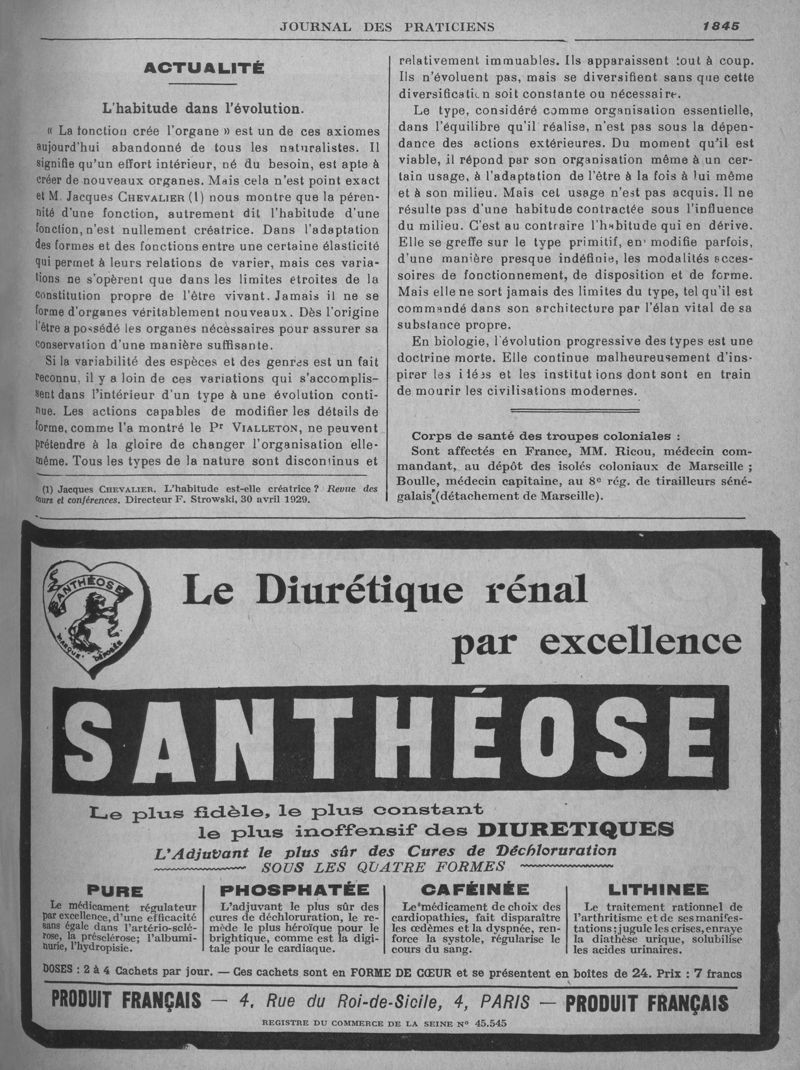 JOURNAL DES PRATICIENS 1845
ACTUALITÉ
L'habitude dans l'évolution.
« La fonction crée l'organe » est un de ces axiomes
aujourd'hui abandonné de tous les naturalistes. Il
signifie qu'un effort intérieur, né du besoin, est apte à
créer de nouveaux organes. Mais cela n'est point exact
et M. Jacques CHEVALIER (1) nous montre que la péren-
nité d'une fonction, autrement dit l'habitude d'une
fonction, n'est nullement créatrice. Dans l'adaptation
des formes et des fonctions entre une certaine élasticité
qui permet à leurs relations de varier, mais ces varia-
tions ne s'opèrent que dans les limites étroites de la
constitution propre de l'être vivant. Jamais il ne se
forme d'organes véritablement nouveaux. Dès l'origine
l'être a possédé les organes nécessaires pour assurer sa
conservation d'une manière suffisante.
Si la variabilité des espèces et des genres est un fait
reconnu, il y a loin de ces variations qui s'accomplis-
sent dans l'intérieur d'un type à une évolution conti-
nue. Les actions capables de modifier les détails de
forme, comme l'a montré le Pr VIALLETON, ne peuvent
prétendre à la gloire de changer l'organisation elle-
même. Tous les types de la nature sont discontinus et
(1) Jacques CHEVALIER. L'habitude est-elle créatrice ? Revue des
cours et conférences. Directeur F. Strowski, 30 avril 1929.
relativement immuables. Ils apparaissent tout à coup.
Ils n'évoluent pas, mais se diversifient sans que cette
diversification soit constante ou nécessaire.
Le type, considéré comme organisation essentielle,
dans l'équilibre qu'il réalise, n'est pas sous la dépen-
dance des actions extérieures. Du moment qu'il est
viable, il répond par son organisation même à un cer-
tain usage, à l'adaptation de l'être à la fois à lui même
et à son milieu. Mais cet usage n'est pas acquis. Il ne
résulte pas d'une habitude contractée sous l'influence
du milieu. C'est au contraire l'habitude qui en dérive.
Elle se greffe sur le type primitif, en modifie parfois,
d'une manière presque indéfinie, les modalités acces-
soires de fonctionnement, de disposition et de forme.
Mais elle ne sort jamais des limites du type, tel qu'il est
commandé dans son architecture par l'élan vital de sa
substance propre.
En biologie, l'évolution progressive des types est une
doctrine morte. Elle continue malheureusement d'ins-
pirer les idées et les institutions dont sont en train
de mourir les civilisations modernes.
Corps de santé des troupes coloniales :
Sont affectés en France, MM. Ricou, médecin com-
mandant, au dépôt des isolés coloniaux de Marseille ;
Boulle, médecin capitaine, au 8e rég. de tirailleurs séné-
galais (détachement de Marseille).
SANTHÉOSE
MARQUE DÉPOSÉE
Le Diurétique rénal
par excellence
SANTHÉOSE
Le plus fidèle, le plus constant
le plus inoffensif des DIURETIQUES
L'Adjuvant le plus sûr des Cures de Déchloruration
SOUS LES QUATRE FORMES
PURE
Le médicament régulateur
par excellence, d'une efficacité
sans égale dans l'artério-sclé-
rose, la présclérose; l'albumi-
nurie, l'hydropisie.
PHOSPHATÉE
L'adjuvant le plus sûr des
cures de déchloruration, le re-
mède le plus héroïque pour le
brightique, comme est la digi-
tale pour le cardiaque.
CAFÉINÉE
Le médicament de choix des
cardiopathies, fait disparaître
les œdèmes et la dyspnée, ren-
force la systole, régularise le
cours du sang.
LITHINEE
Le traitement rationnel de
l'arthritisme et de ses manifes-
tations; jugule les crises, enraye
la diathèse urique, solubilise
les acides urinaires.
DOSES : 2 à 4 Cachets par jour. — Ces cachets sont en FORME DE CŒUR et se présentent en boîtes de 24. Prix : 7 francs
PRODUIT FRANÇAIS — 4, Rue du Roi-de-Sicile, 4, PARIS — PRODUIT FRANÇAIS
REGISTRE DU COMMERCE DE LA SEINE No 45.545